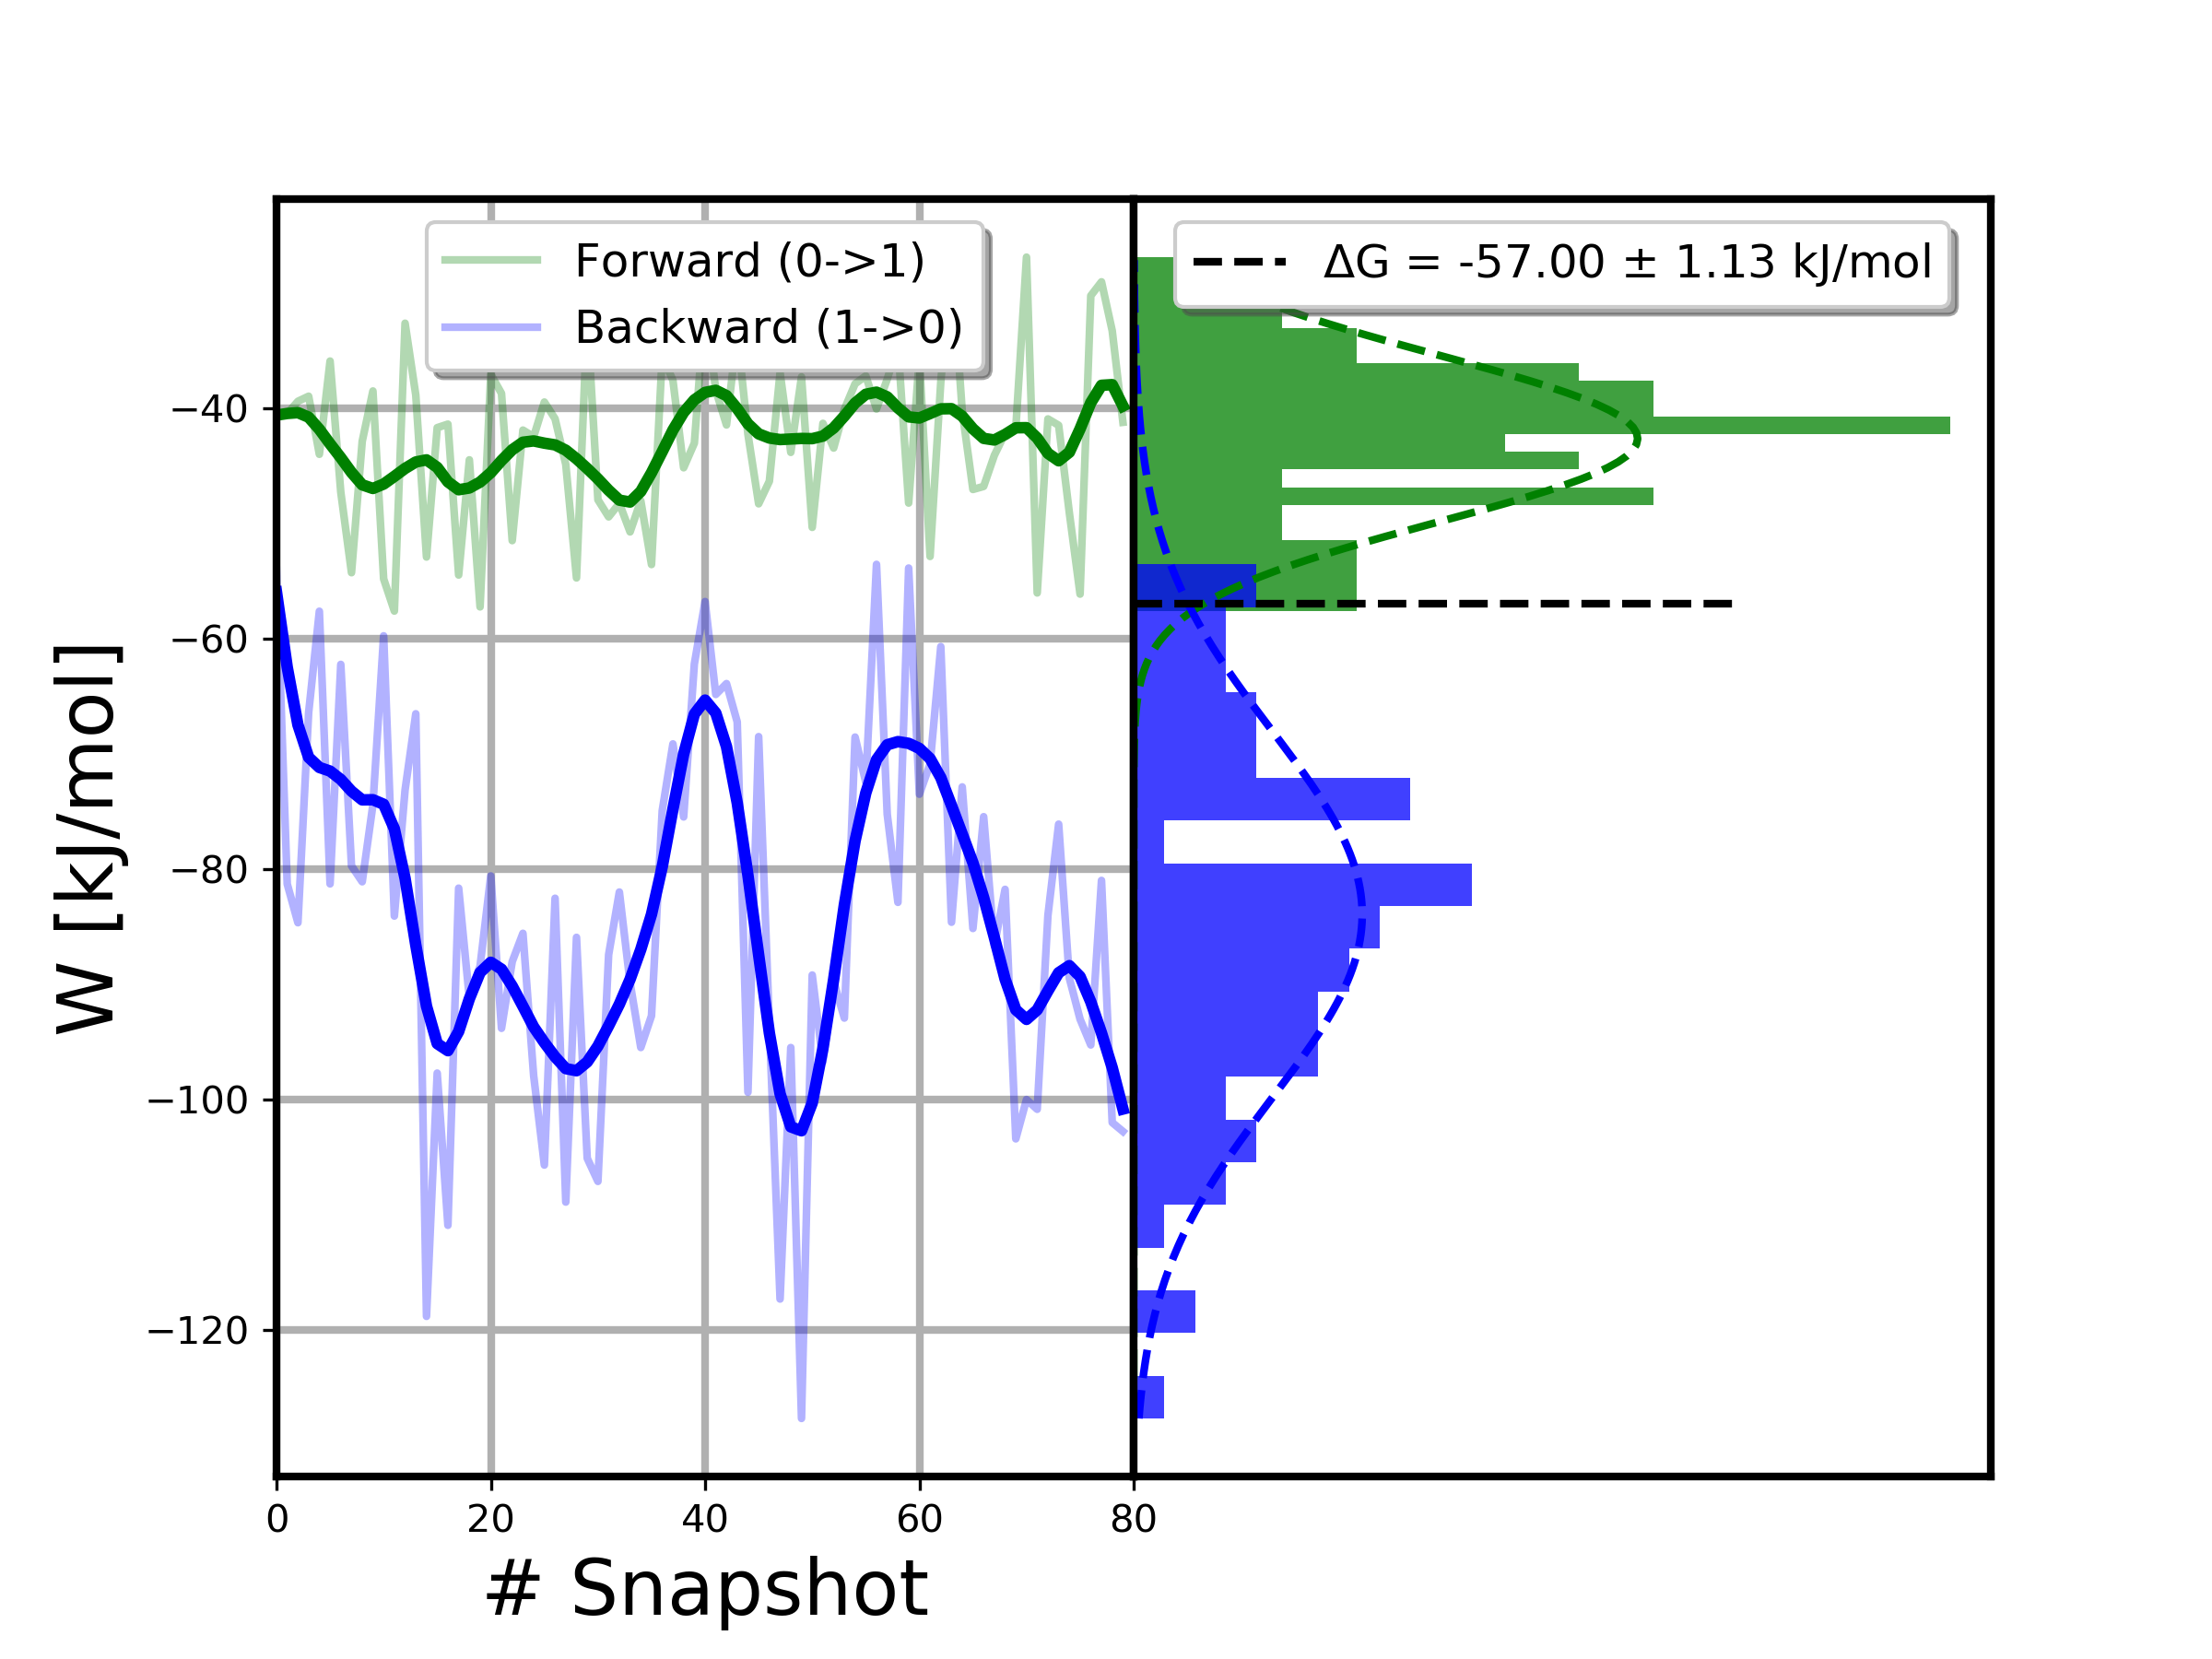 Forward (0->1)
Backward (1->0)
ΔG = -57.00 ± 1.13 kJ/mol
W [kJ/mol]
−40
−60
−80
−100
−120
0 20 40 60 80
# Snapshot